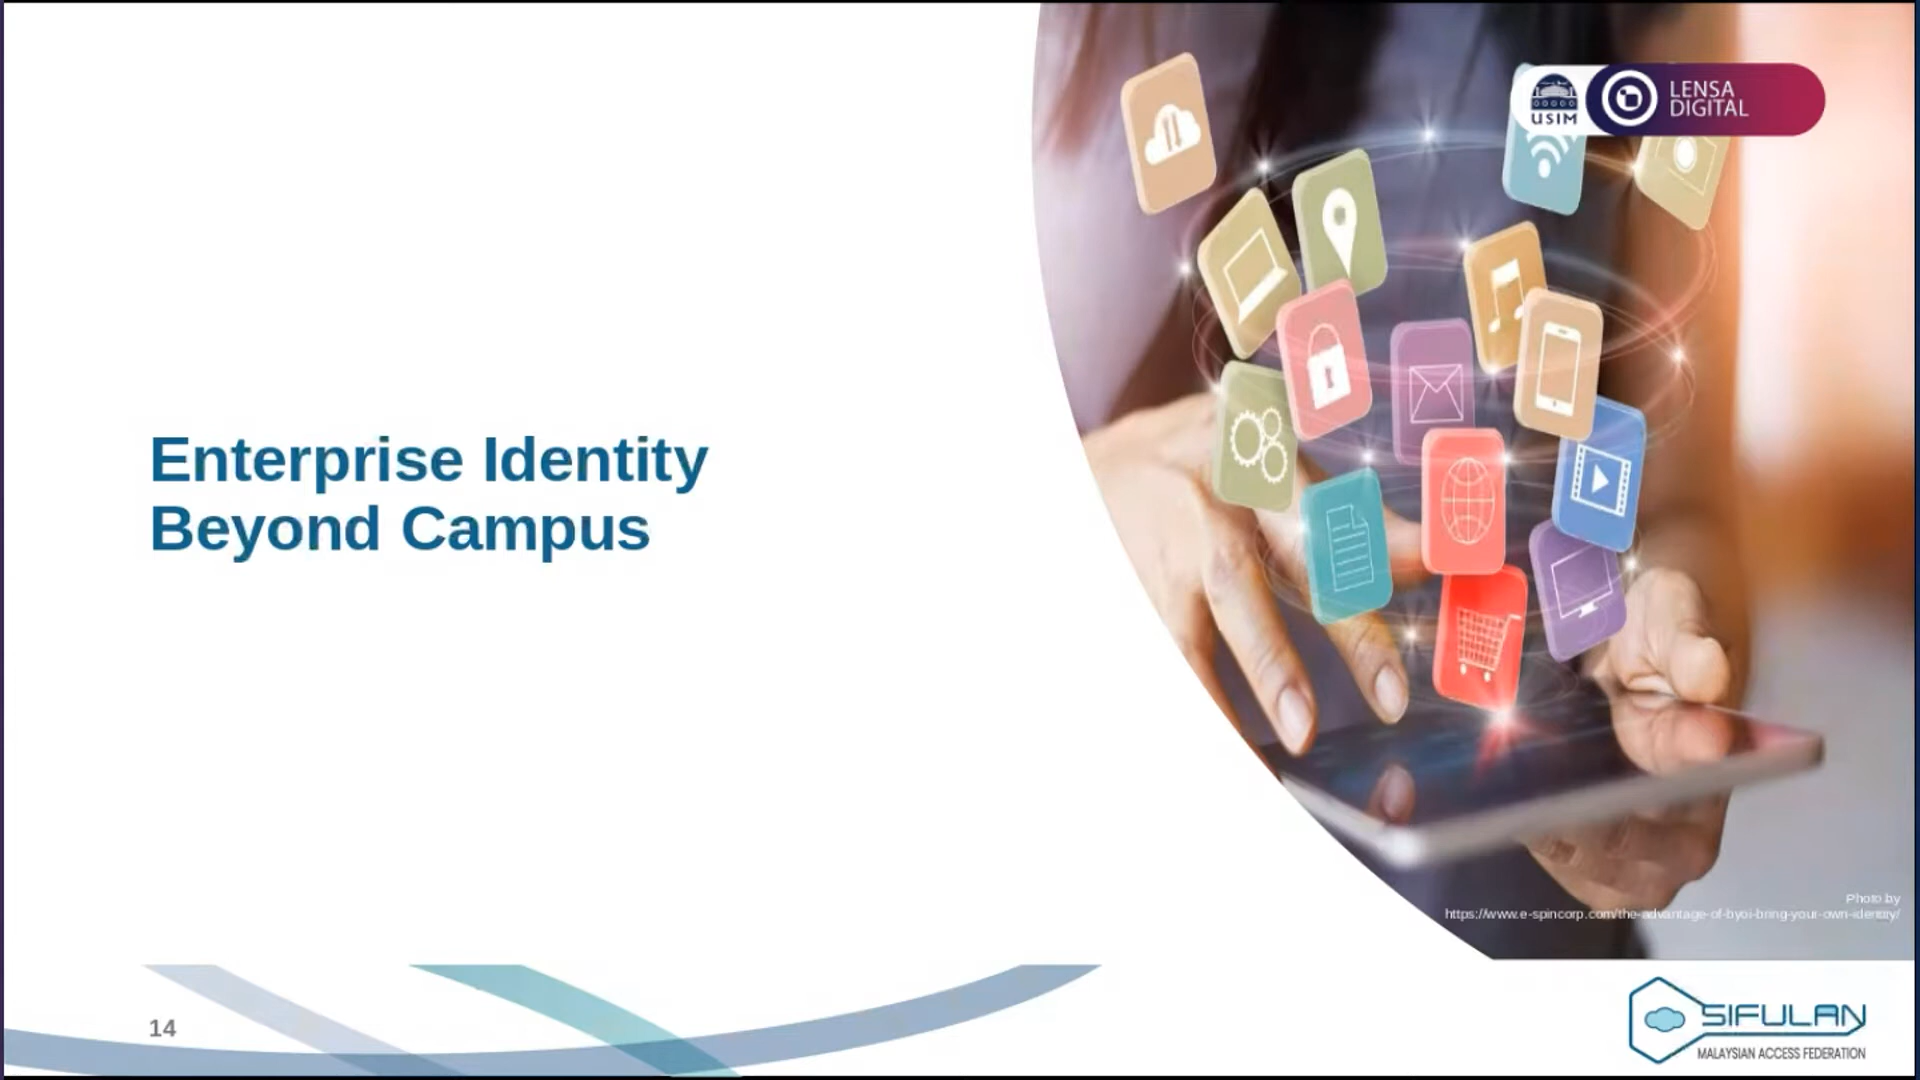 USIM
LENSA
DIGITAL
Enterprise Identity
Beyond Campus
Photo by
https://www.e-spincorp.com/the-advantage-of-byoi-bring-your-own-identity/
14
SIFULAN
MALAYSIAN ACCESS FEDERATION